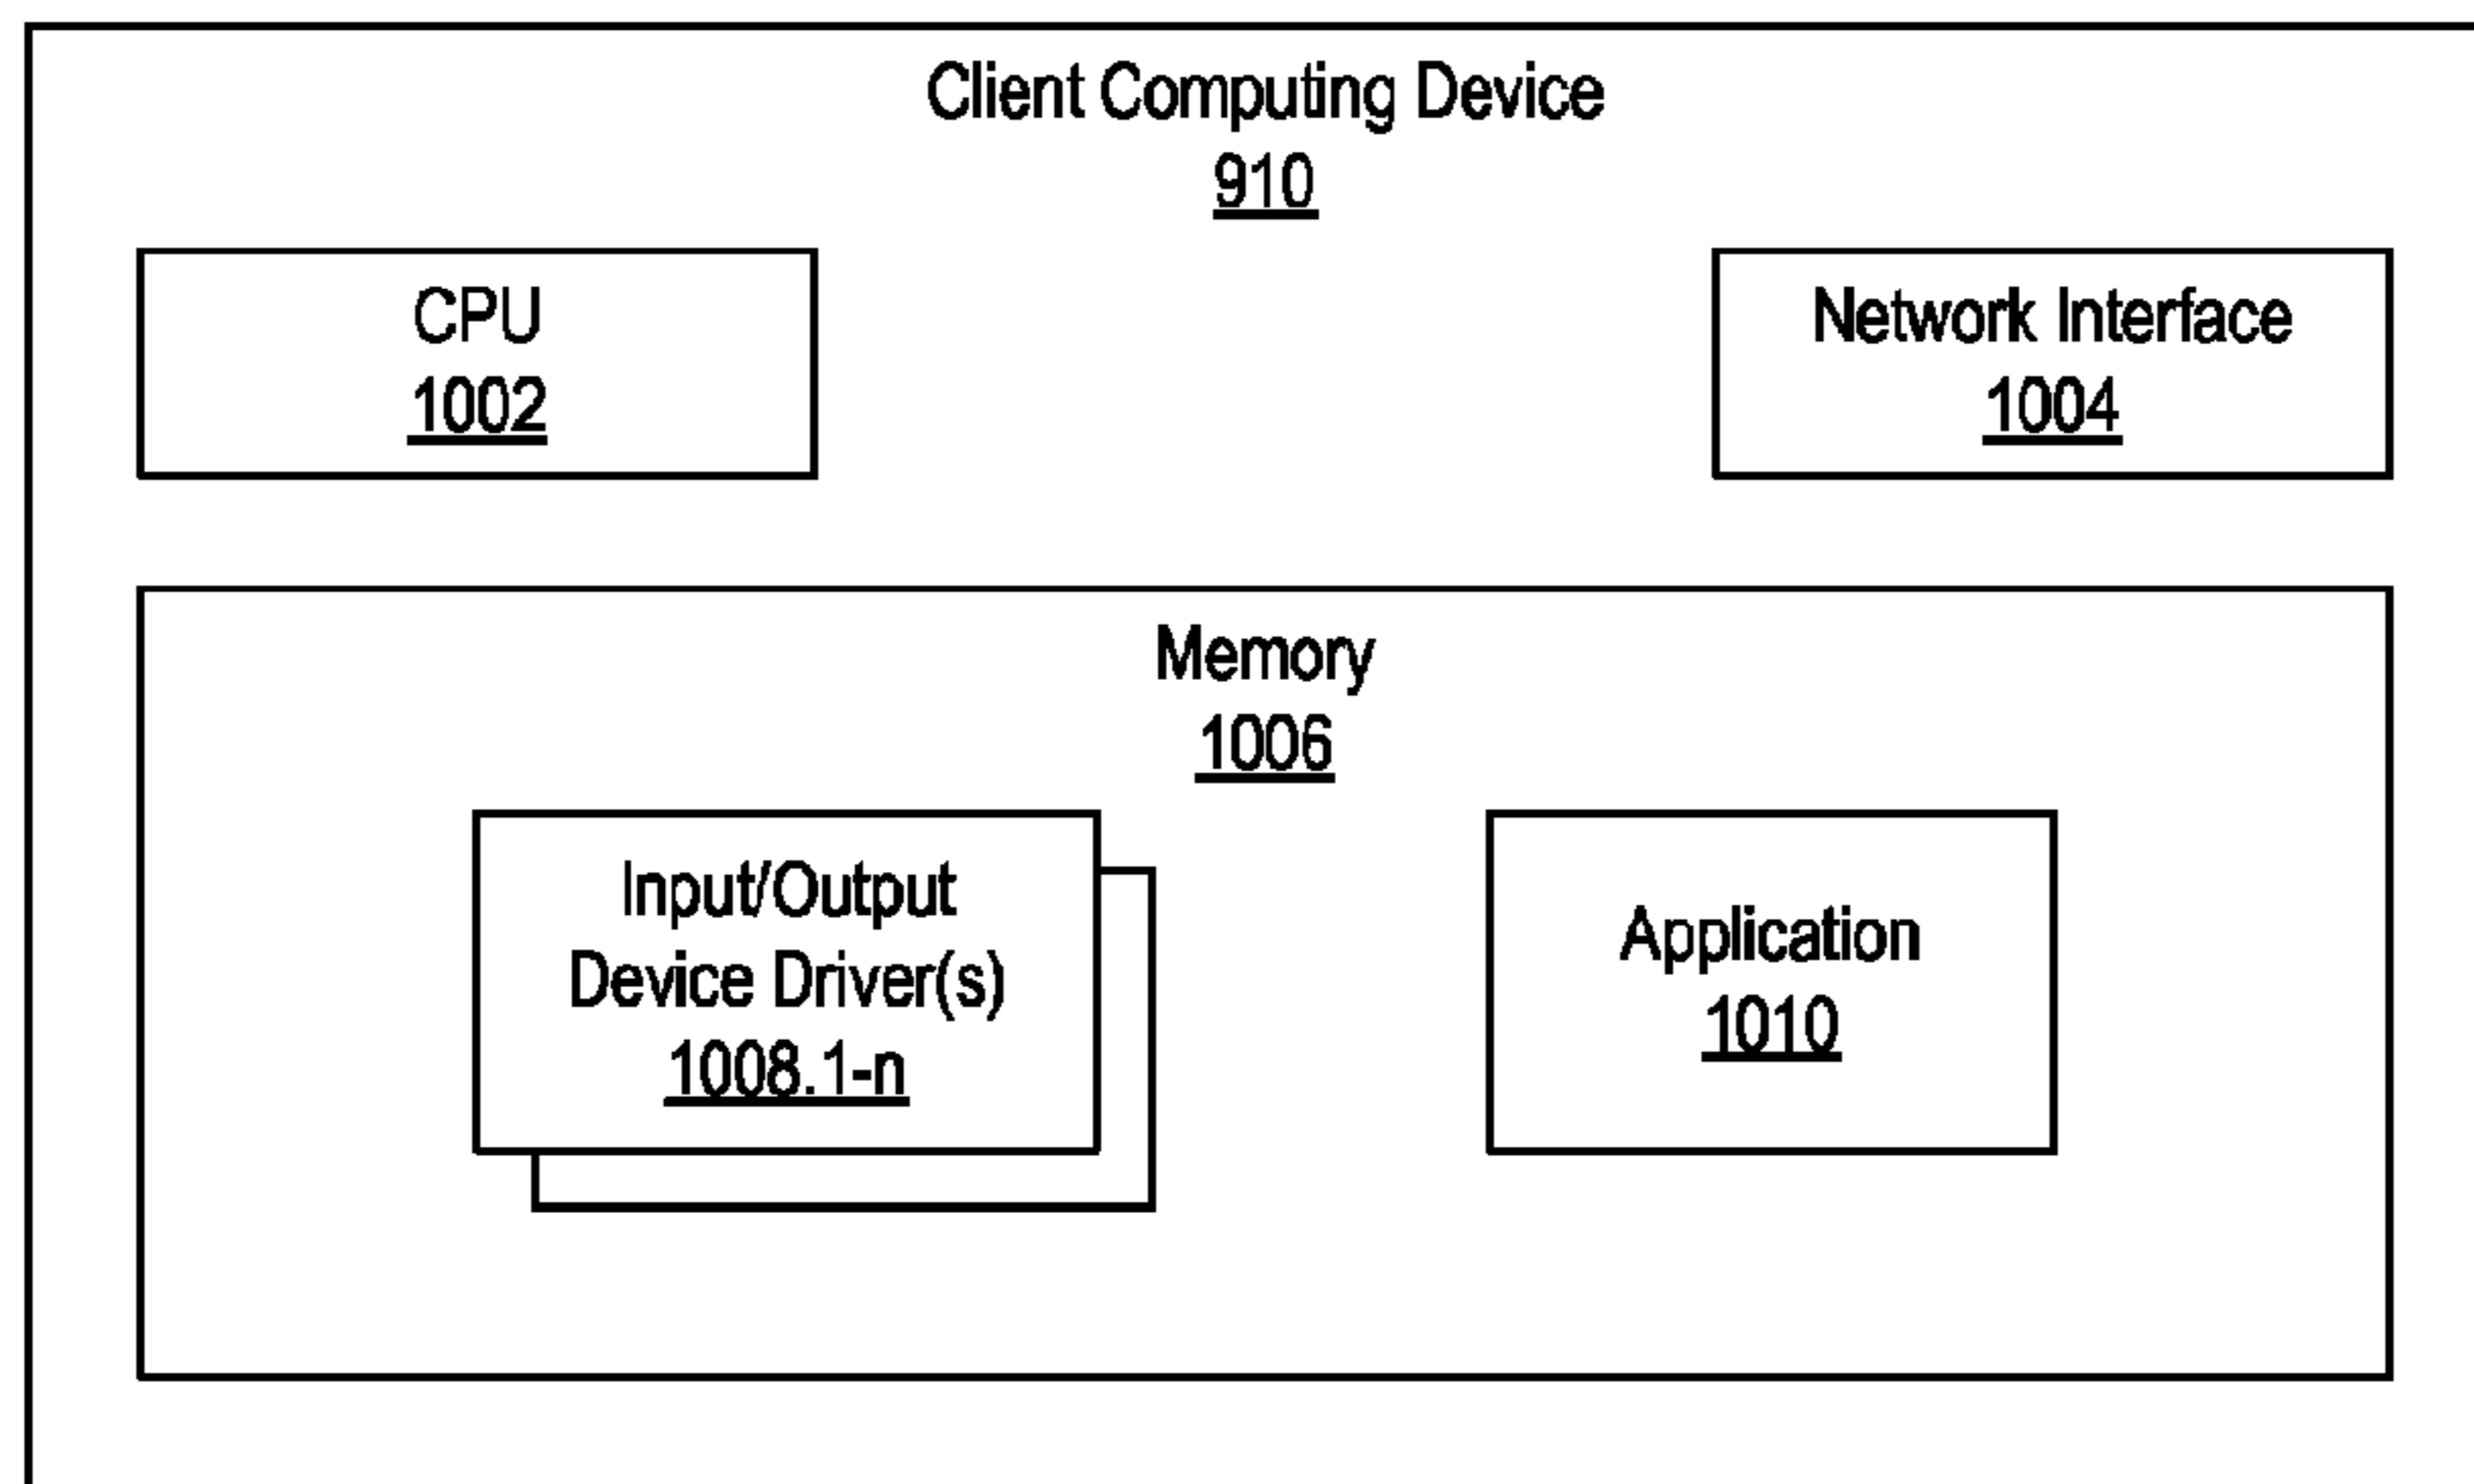 Client Computing Device
910
CPU
1002
Network Interface
1004
Memory
1006
Input/Output
Device Driver(s)
1008.1-n
Application
1010